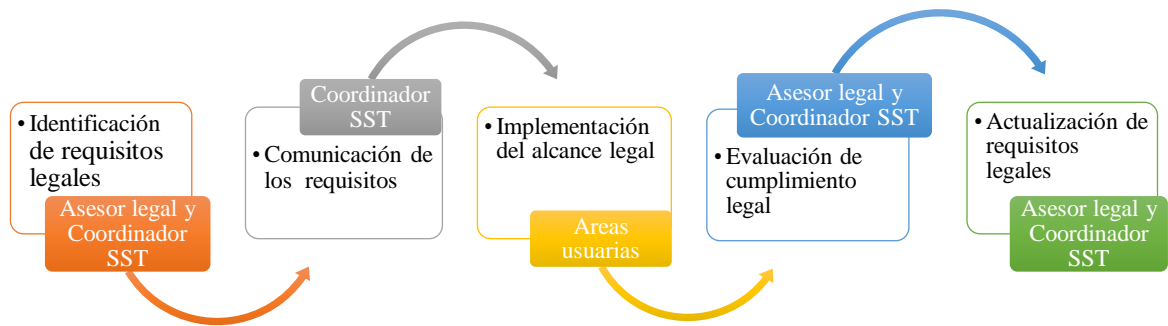 • Identificación
de requisitos
legales
Asesor legal y
Coordinador
SST
Coordinador
SST
• Comunicación de
los requisitos
• Implementación
del alcance legal
Areas
usuarias
Asesor legal y
Coordinador SST
• Evaluación de
cumplimiento
legal
• Actualización de
requisitos
legales
Asesor legal y
Coordinador
SST